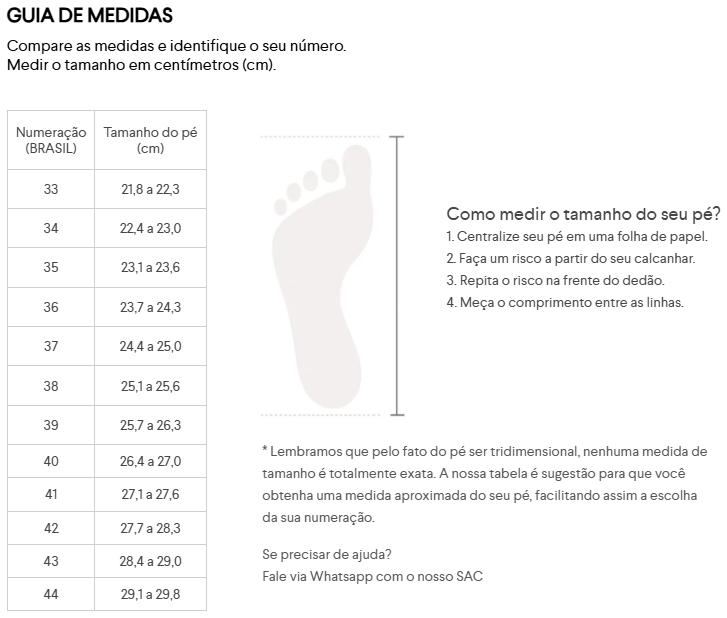 GUIA DE MEDIDAS
Compare as medidas e identifique o seu número.
Medir o tamanho em centímetros (cm).
Numeração (BRASIL) Tamanho do pé (cm)
33 21,8 a 22,3
34 22,4 a 23,0
35 23,1 a 23,6
36 23,7 a 24,3
37 24,4 a 25,0
38 25,1 a 25,6
39 25,7 a 26,3
40 26,4 a 27,0
41 27,1 a 27,6
42 27,7 a 28,3
43 28,4 a 29,0
44 29,1 a 29,8
Como medir o tamanho do seu pé?
1. Centralize seu pé em uma folha de papel.
2. Faça um risco a partir do seu calcanhar.
3. Repita o risco na frente do dedão.
4. Meça o comprimento entre as linhas.
* Lembramos que pelo fato do pé ser tridimensional, nenhuma medida de
tamanho é totalmente exata. A nossa tabela é sugestão para que você
obtenha uma medida aproximada do seu pé, facilitando assim a escolha
da sua numeração.
Se precisar de ajuda?
Fale via Whatsapp com o nosso SAC